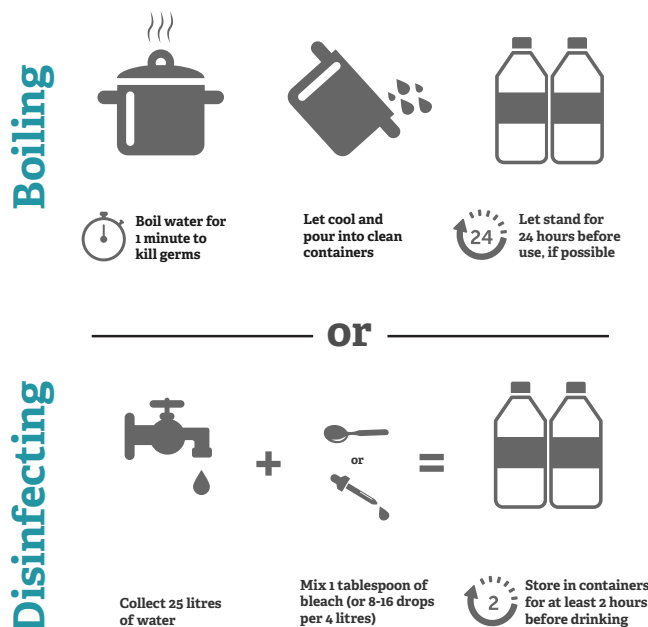 Boiling
Boil water for
1 minute to
kill germs
Let cool and
pour into clean
containers
24
Let stand for
24 hours before
use, if possible
or
Disinfecting
+
or
=
Collect 25 litres
of water
Mix 1 tablespoon of
bleach (or 8-16 drops
per 4 litres)
2
Store in containers
for at least 2 hours
before drinking